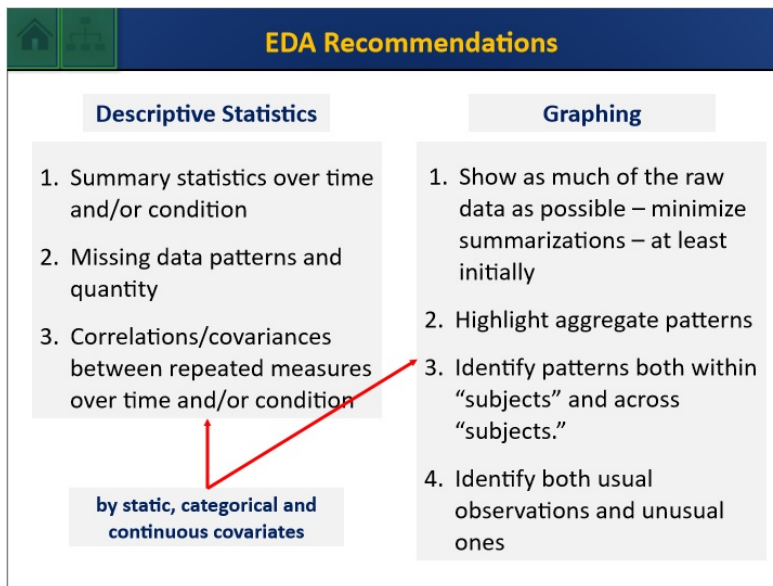 EDA Recommendations
Descriptive Statistics
1. Summary statistics over time
and/or condition
2. Missing data patterns and
quantity
3. Correlations/covariances
between repeated measures
over time and/or condition
by static, categorical and
continuous covariates
Graphing
1. Show as much of the raw
data as possible – minimize
summarizations – at least
initially
2. Highlight aggregate patterns
3. Identify patterns both within
“subjects” and across
“subjects.”
4. Identify both usual
observations and unusual
ones